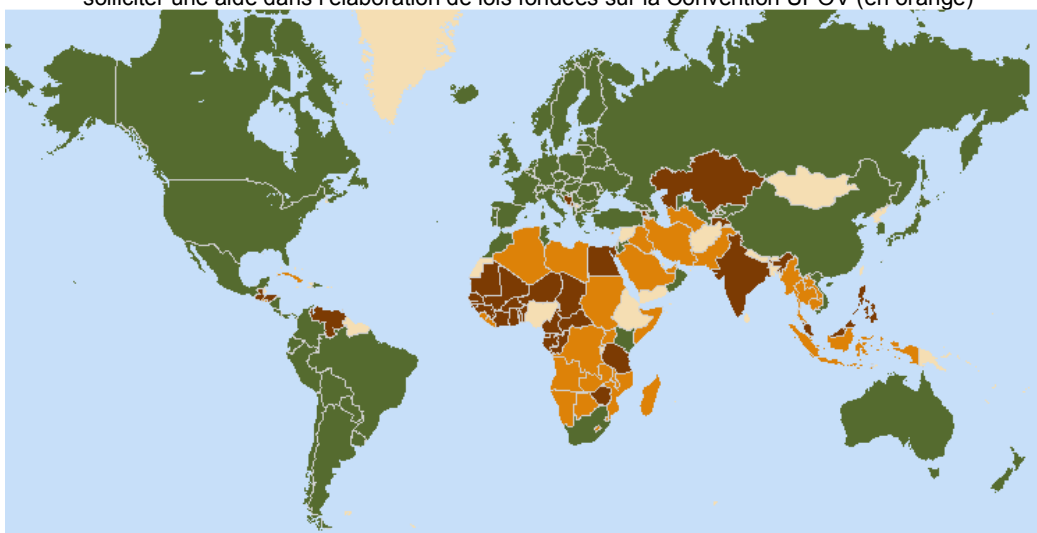 solliciter une aide dans l'élaboration de lois fondées sur la Convention UPOV (en orange)